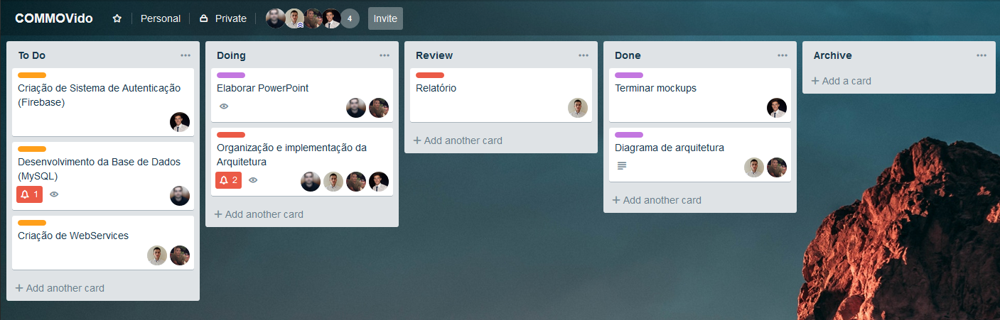 COMMOVido Personal Private 4 Invite
To Do
Criação de Sistema de Autenticação
(Firebase)
Desenvolvimento da Base de Dados
(MySQL)
1
Criação de WebServices
+ Add another card
Doing
Elaborar PowerPoint
Organização e implementação da
Arquitetura
2
+ Add another card
Review
Relatório
+ Add another card
Done
Terminar mockups
Diagrama de arquitetura
+ Add another card
Archive
+ Add a card